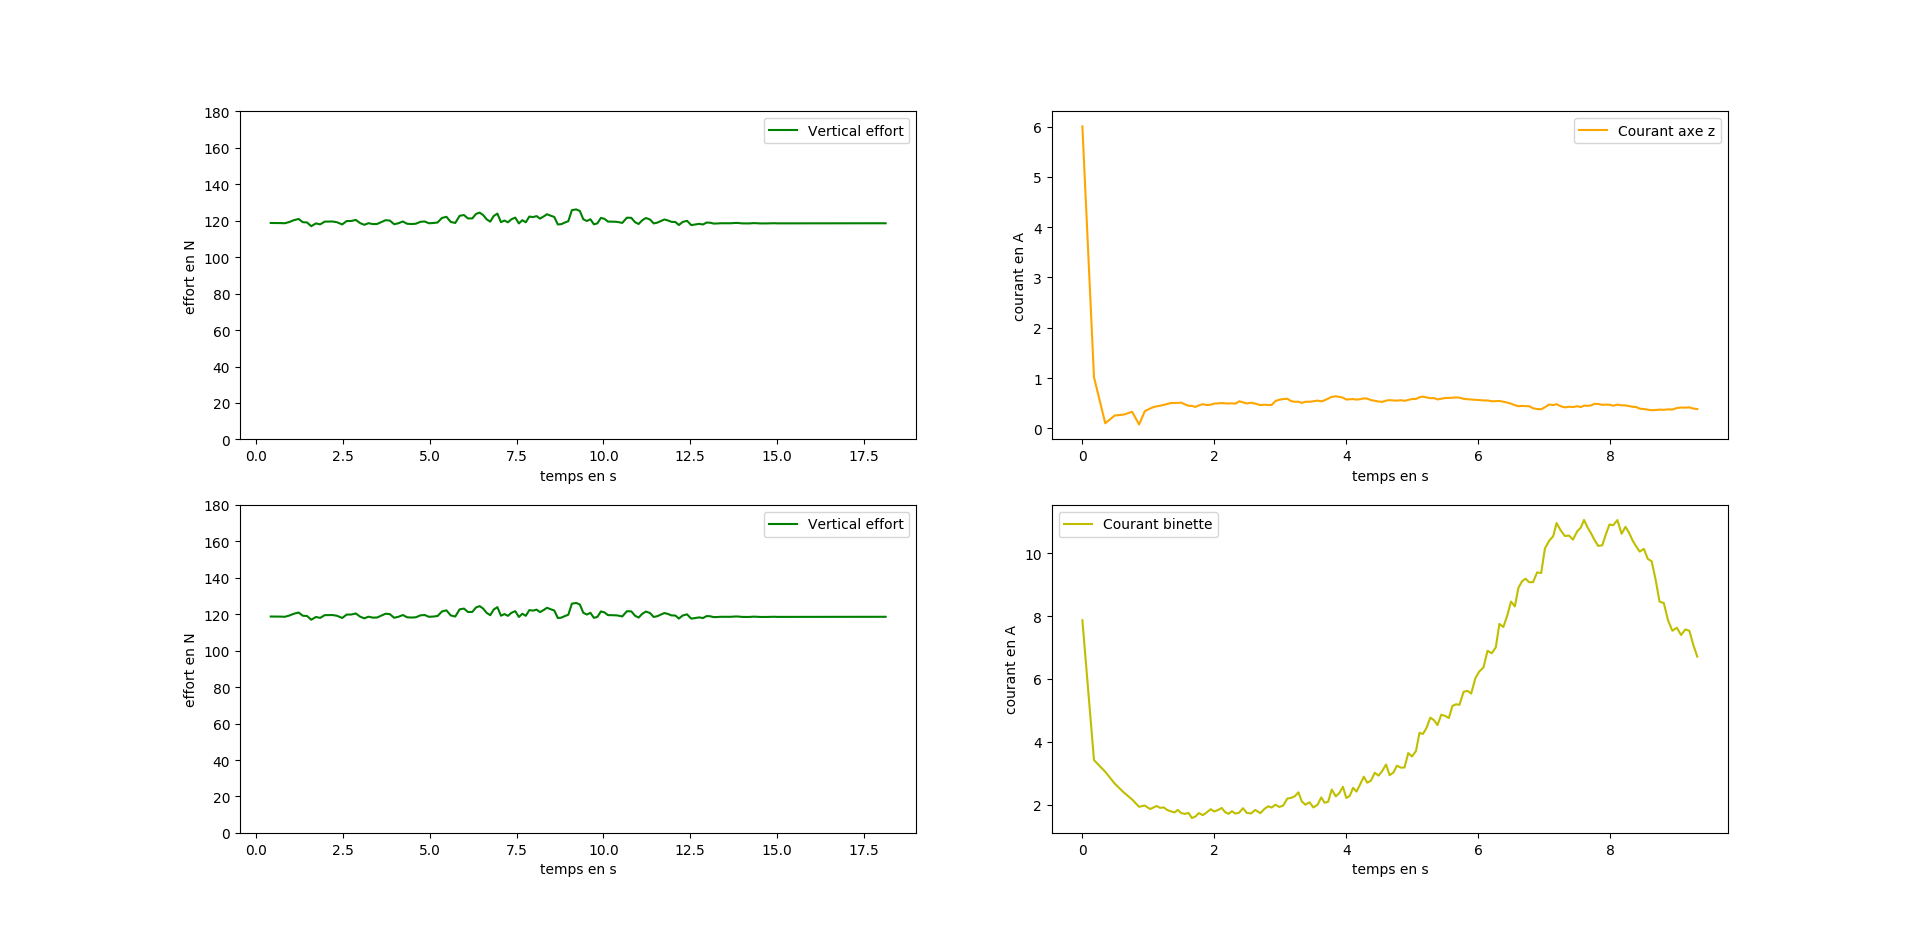 180
160
140
120
100
80
60
40
20
0
effort en N
Vertical effort
0.0 2.5 5.0 7.5 10.0 12.5 15.0 17.5
temps en s
6
5
4
3
2
1
0
courant en A
Courant axe z
0 2 4 6 8
temps en s
180
160
140
120
100
80
60
40
20
0
effort en N
Vertical effort
0.0 2.5 5.0 7.5 10.0 12.5 15.0 17.5
temps en s
10
8
6
4
2
courant en A
Courant binette
0 2 4 6 8
temps en s